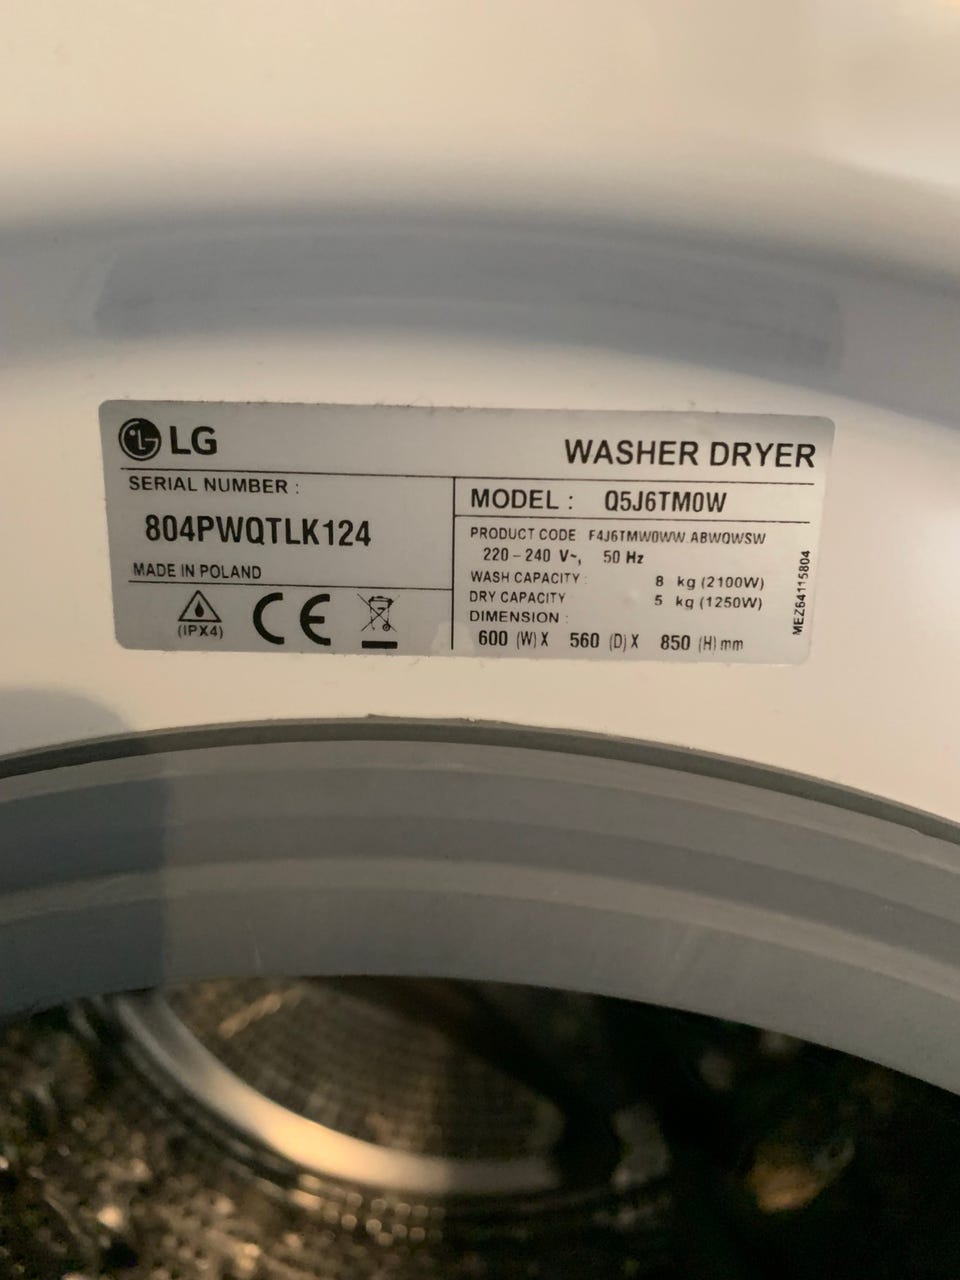 LG
WASHER DRYER
SERIAL NUMBER :
804PWQTLK124
MADE IN POLAND
(IPX4)
CE
MODEL : Q5J6TM0W
PRODUCT CODE F4J6TMW0WW.ABWQWSW
220-240 V~, 50 Hz
WASH CAPACITY : 8 kg (2100W)
DRY CAPACITY 5 kg (1250W)
DIMENSION :
600 (W) X 560 (D) X 850 (H) mm
MEZ64115804